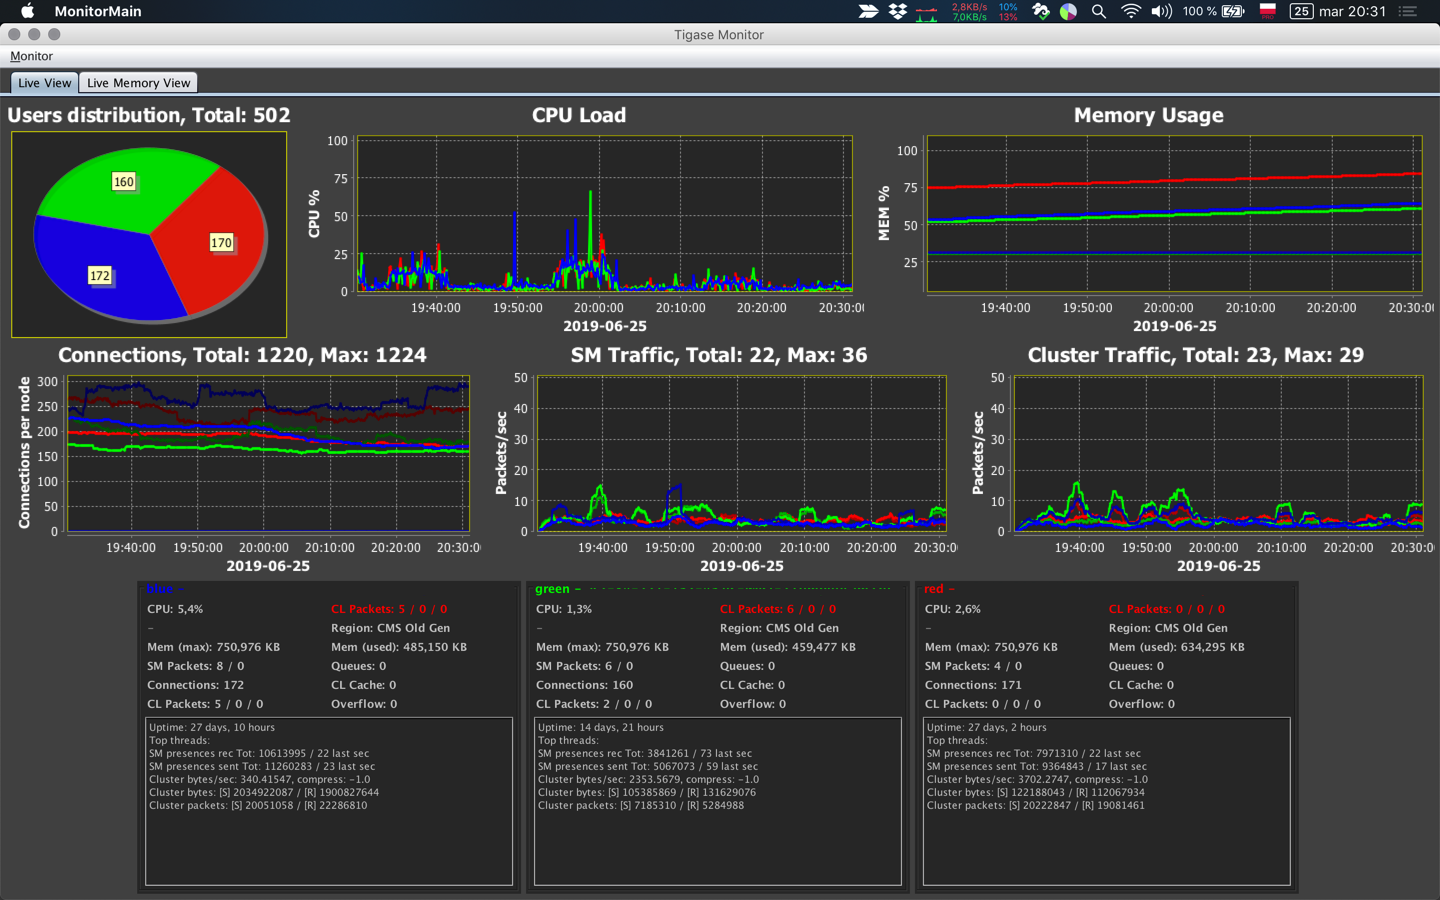 MonitorMain
2,8KB/s 10%
7,0KB/s 13%
100 %
PRO
25 mar 20:31
Tigase Monitor
Monitor
Live View
Live Memory View
Users distribution, Total: 502
160
170
172
CPU Load
CPU %
100
75
50
25
0
19:40:00 19:50:00 20:00:00 20:10:00 20:20:00 20:30:0
2019-06-25
Memory Usage
MEM %
100
75
50
25
19:40:00 19:50:00 20:00:00 20:10:00 20:20:00 20:30:0
2019-06-25
Connections, Total: 1220, Max: 1224
Connections per node
300
250
200
150
100
50
0
19:40:00 19:50:00 20:00:00 20:10:00 20:20:00 20:30:0
2019-06-25
SM Traffic, Total: 22, Max: 36
Packets/sec
50
40
30
20
10
0
19:40:00 19:50:00 20:00:00 20:10:00 20:20:00 20:30:0
2019-06-25
Cluster Traffic, Total: 23, Max: 29
Packets/sec
50
40
30
20
10
0
19:40:00 19:50:00 20:00:00 20:10:00 20:20:00 20:30:0
2019-06-25
blue -
CPU: 5,4% CL Packets: 5 / 0 / 0
- Region: CMS Old Gen
Mem (max): 750,976 KB Mem (used): 485,150 KB
SM Packets: 8 / 0 Queues: 0
Connections: 172 CL Cache: 0
CL Packets: 5 / 0 / 0 Overflow: 0
Uptime: 27 days, 10 hours
Top threads:
SM presences rec Tot: 10613995 / 22 last sec
SM presences sent Tot: 11260283 / 23 last sec
Cluster bytes/sec: 340.41547, compress: -1.0
Cluster bytes: [S] 2034922087 / [R] 1900827644
Cluster packets: [S] 20051058 / [R] 22286810
green -
CPU: 1,3% CL Packets: 6 / 0 / 0
- Region: CMS Old Gen
Mem (max): 750,976 KB Mem (used): 459,477 KB
SM Packets: 6 / 0 Queues: 0
Connections: 160 CL Cache: 0
CL Packets: 2 / 0 / 0 Overflow: 0
Uptime: 14 days, 21 hours
Top threads:
SM presences rec Tot: 3841261 / 73 last sec
SM presences sent Tot: 5067073 / 59 last sec
Cluster bytes/sec: 2353.5679, compress: -1.0
Cluster bytes: [S] 105385869 / [R] 131629076
Cluster packets: [S] 7185310 / [R] 5284988
red -
CPU: 2,6% CL Packets: 0 / 0 / 0
- Region: CMS Old Gen
Mem (max): 750,976 KB Mem (used): 634,295 KB
SM Packets: 4 / 0 Queues: 0
Connections: 171 CL Cache: 0
CL Packets: 0 / 0 / 0 Overflow: 0
Uptime: 27 days, 2 hours
Top threads:
SM presences rec Tot: 7971310 / 22 last sec
SM presences sent Tot: 9364843 / 17 last sec
Cluster bytes/sec: 3702.2747, compress: -1.0
Cluster bytes: [S] 122188043 / [R] 112067934
Cluster packets: [S] 20222847 / [R] 19081461